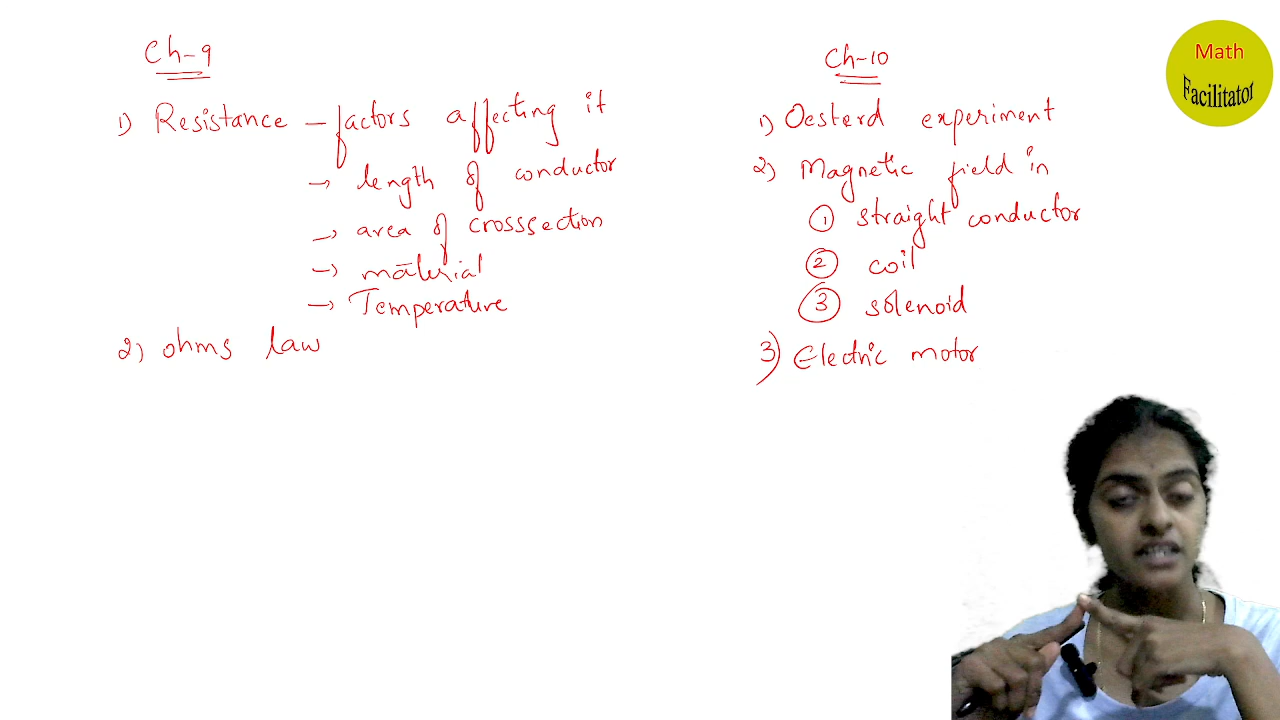 Ch-9
1) Resistance - factors affecting it
→ length of conductor
→ area of crosssection
→ material
→ Temperature
2) ohms law
Ch-10
1) Oesterd experiment
2) Magnetic field in
① straight conductor
② coil
③ solenoid
3) Electric motor
Math
Facilitator